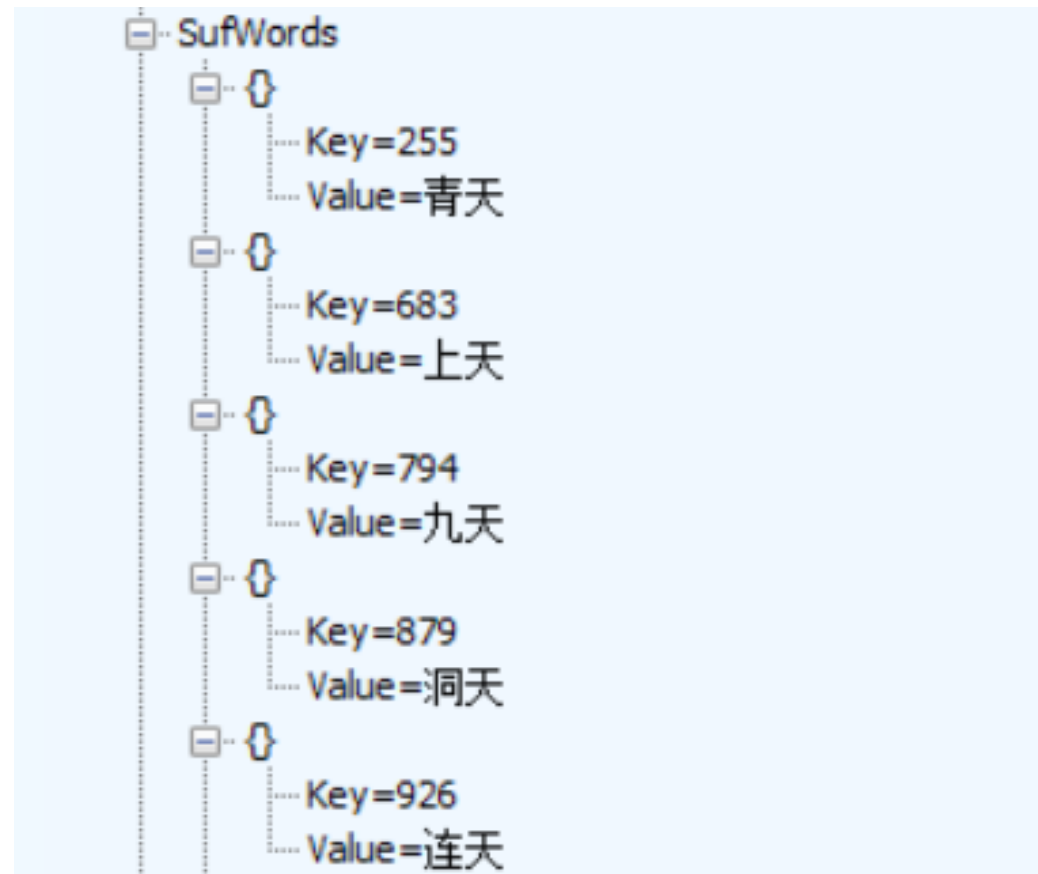 SufWords
{}
Key=255
Value=青天
{}
Key=683
Value=上天
{}
Key=794
Value=九天
{}
Key=879
Value=洞天
{}
Key=926
Value=连天